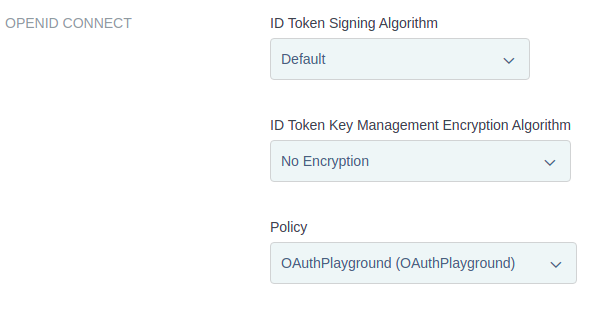 OPENID CONNECT
ID Token Signing Algorithm
Default
ID Token Key Management Encryption Algorithm
No Encryption
Policy
OAuthPlayground (OAuthPlayground)